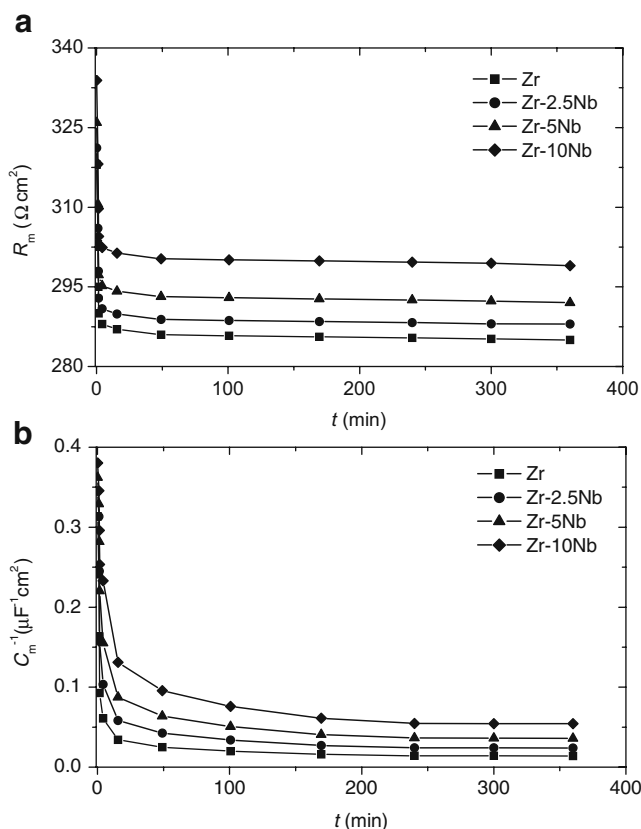 a
340
325
310
295
280
R_m (Ω cm²)
Zr
Zr-2.5Nb
Zr-5Nb
Zr-10Nb
0 100 200 300 400
t (min)
b
0.4
0.3
0.2
0.1
0.0
C_m⁻¹(μF⁻¹cm²)
Zr
Zr-2.5Nb
Zr-5Nb
Zr-10Nb
0 100 200 300 400
t (min)